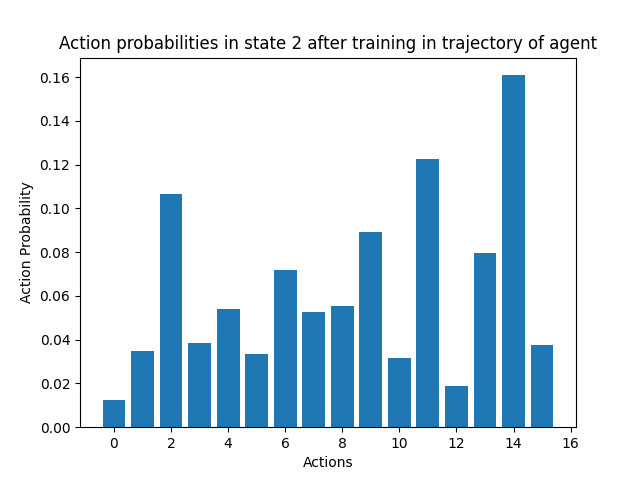 Action probabilities in state 2 after training in trajectory of agent
0.16
0.14
0.12
0.10
0.08
0.06
0.04
0.02
0.00
Action Probability
0 2 4 6 8 10 12 14 16
Actions